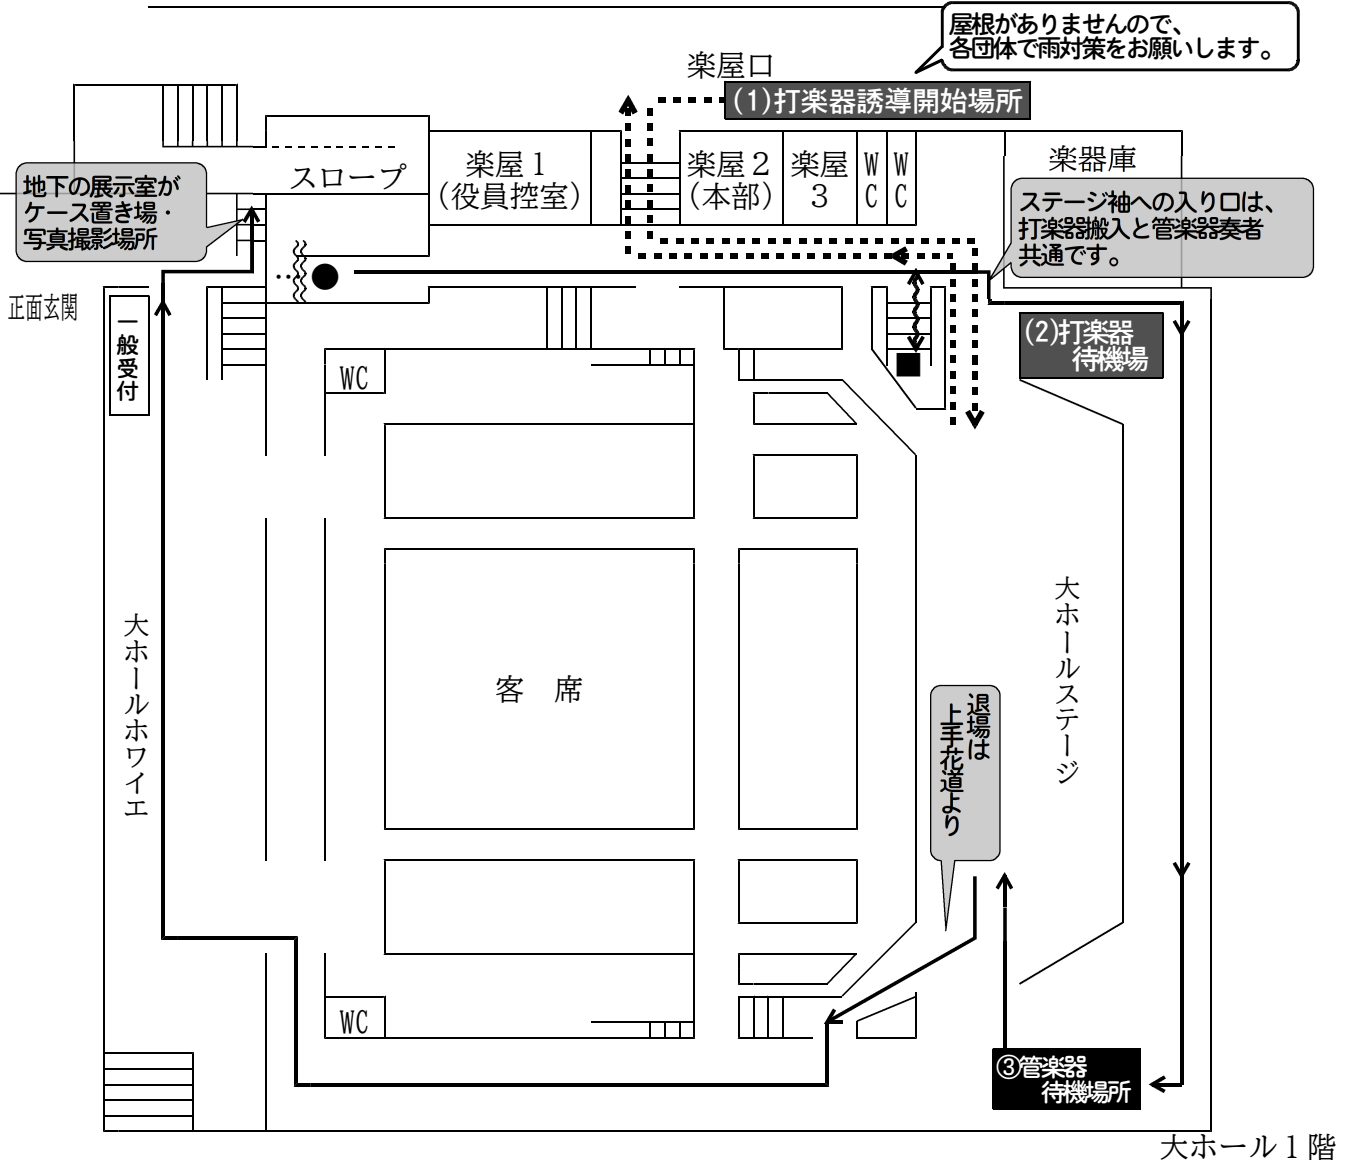 屋根がありませんので、
各団体で雨対策をお願いします。
楽屋口
(1)打楽器誘導開始場所
楽屋１
（役員控室）
楽屋２
（本部）
楽屋
３
WC
WC
楽器庫
スロープ
地下の展示室が
ケース置き場・
写真撮影場所
ステージ袖への入り口は、
打楽器搬入と管楽器奏者
共通です。
正面玄関
一般受付
(2)打楽器
待機場
WC
客　席
大ホールホワイエ
大ホールステージ
退場は
上手花道より
WC
③管楽器
待機場所
大ホール１階